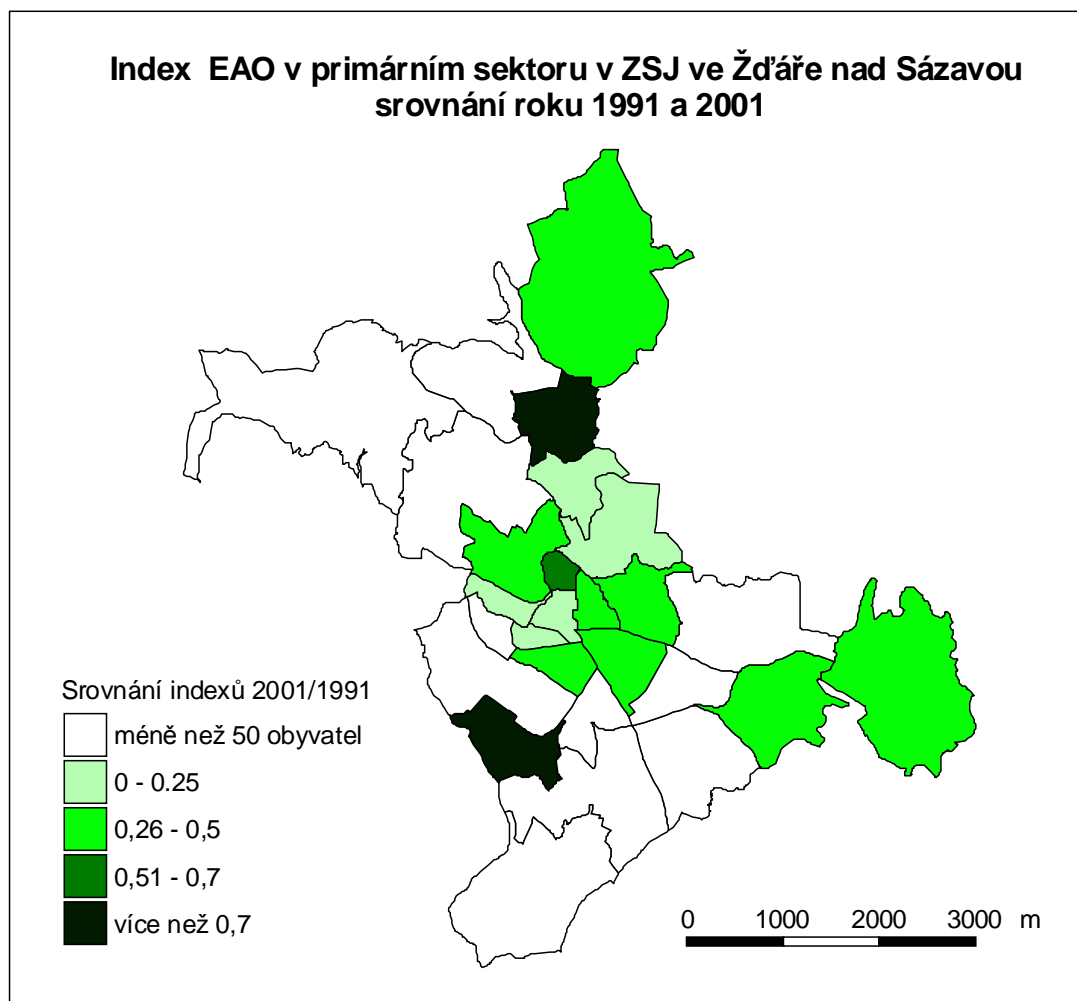 Index EAO v primárním sektoru v ZSJ ve Žďáře nad Sázavou
srovnání roku 1991 a 2001
Srovnání indexů 2001/1991
méně než 50 obyvatel
0 - 0.25
0,26 - 0,5
0,51 - 0,7
více než 0,7
0 1000 2000 3000 m